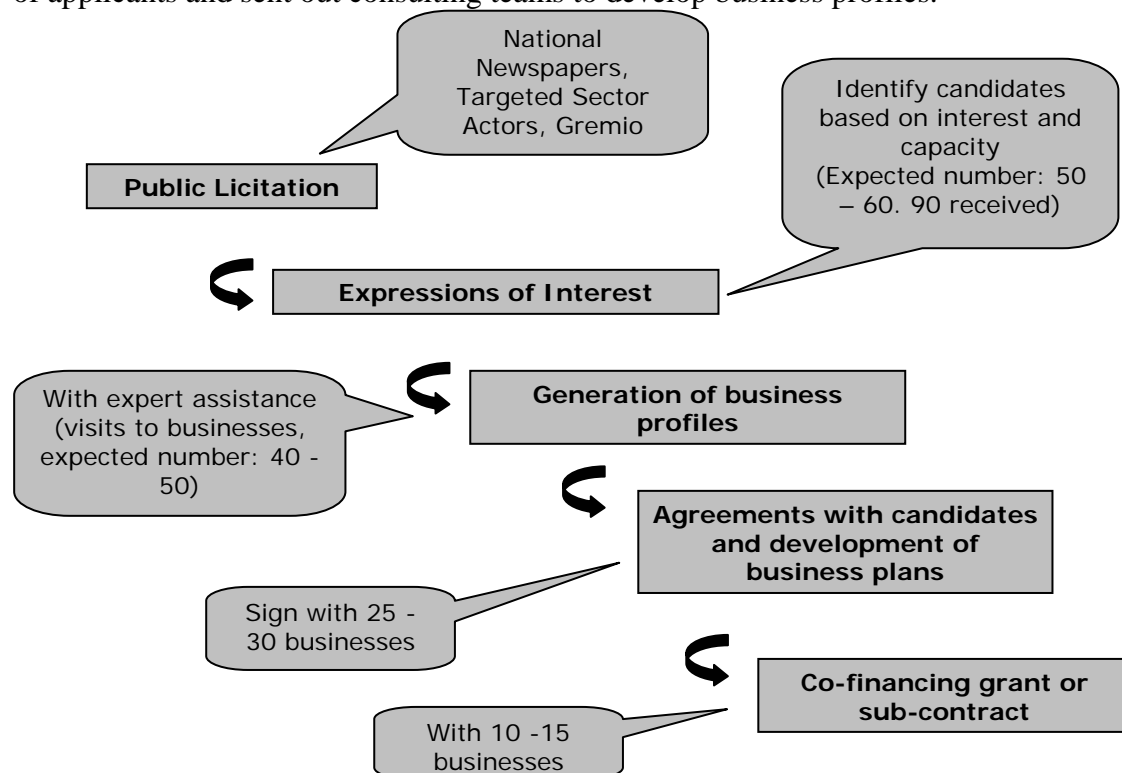 of applicants and sent out consulting teams to develop business profiles.
National
Newspapers,
Targeted Sector
Actors, Gremio
Identify candidates
based on interest and
capacity
(Expected number: 50
– 60. 90 received)
Public Licitation
Expressions of Interest
With expert assistance
(visits to businesses,
expected number: 40 -
50)
Generation of business
profiles
Agreements with candidates
and development of
business plans
Sign with 25 -
30 businesses
Co-financing grant or
sub-contract
With 10 -15
businesses